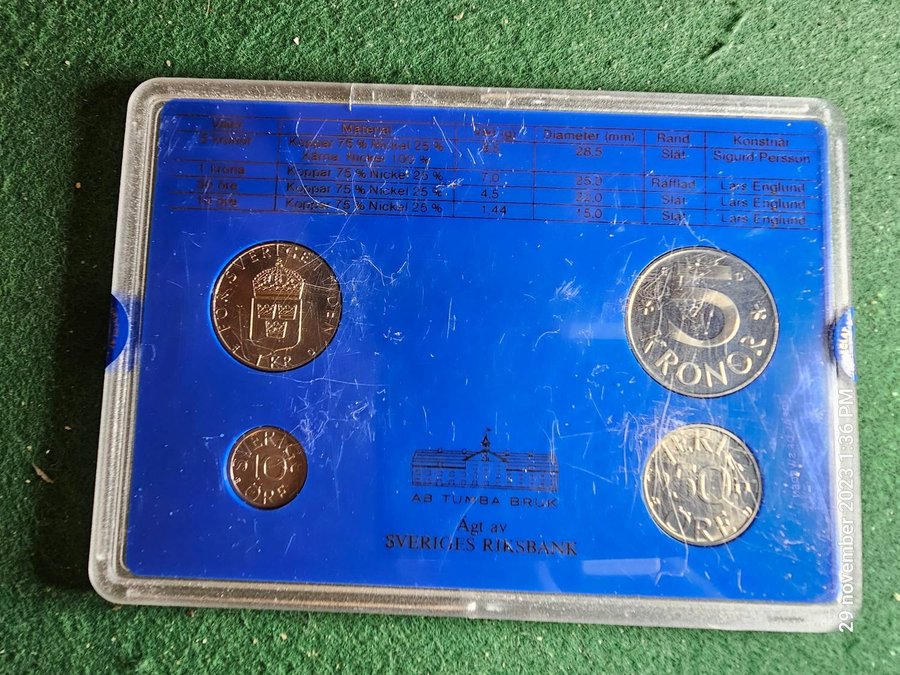 Material
Diameter (mm)
Rand
Konstnär
Koppar 75 % Nickel 25 %
28.5
Slät
Sigurd Persson
Kärna: Nickel 100 %
1 krona
Koppar 75 % Nickel 25 %
7.0
25.0
Räfflad
Lars Englund
50 öre
Koppar 75 % Nickel 25 %
4.5
22.0
Slät
Lars Englund
10 öre
Koppar 75 % Nickel 25 %
1.44
15.0
Slät
Lars Englund
FÖR SVERIGE I TIDEN
1 KR
5
KRONOR
SVERIGE
10
ÖRE
SVERIGE
50
ÖRE
AB TUMBA BRUK
Ägt av
SVERIGES RIKSBANK
29 november 2023 1:36 PM